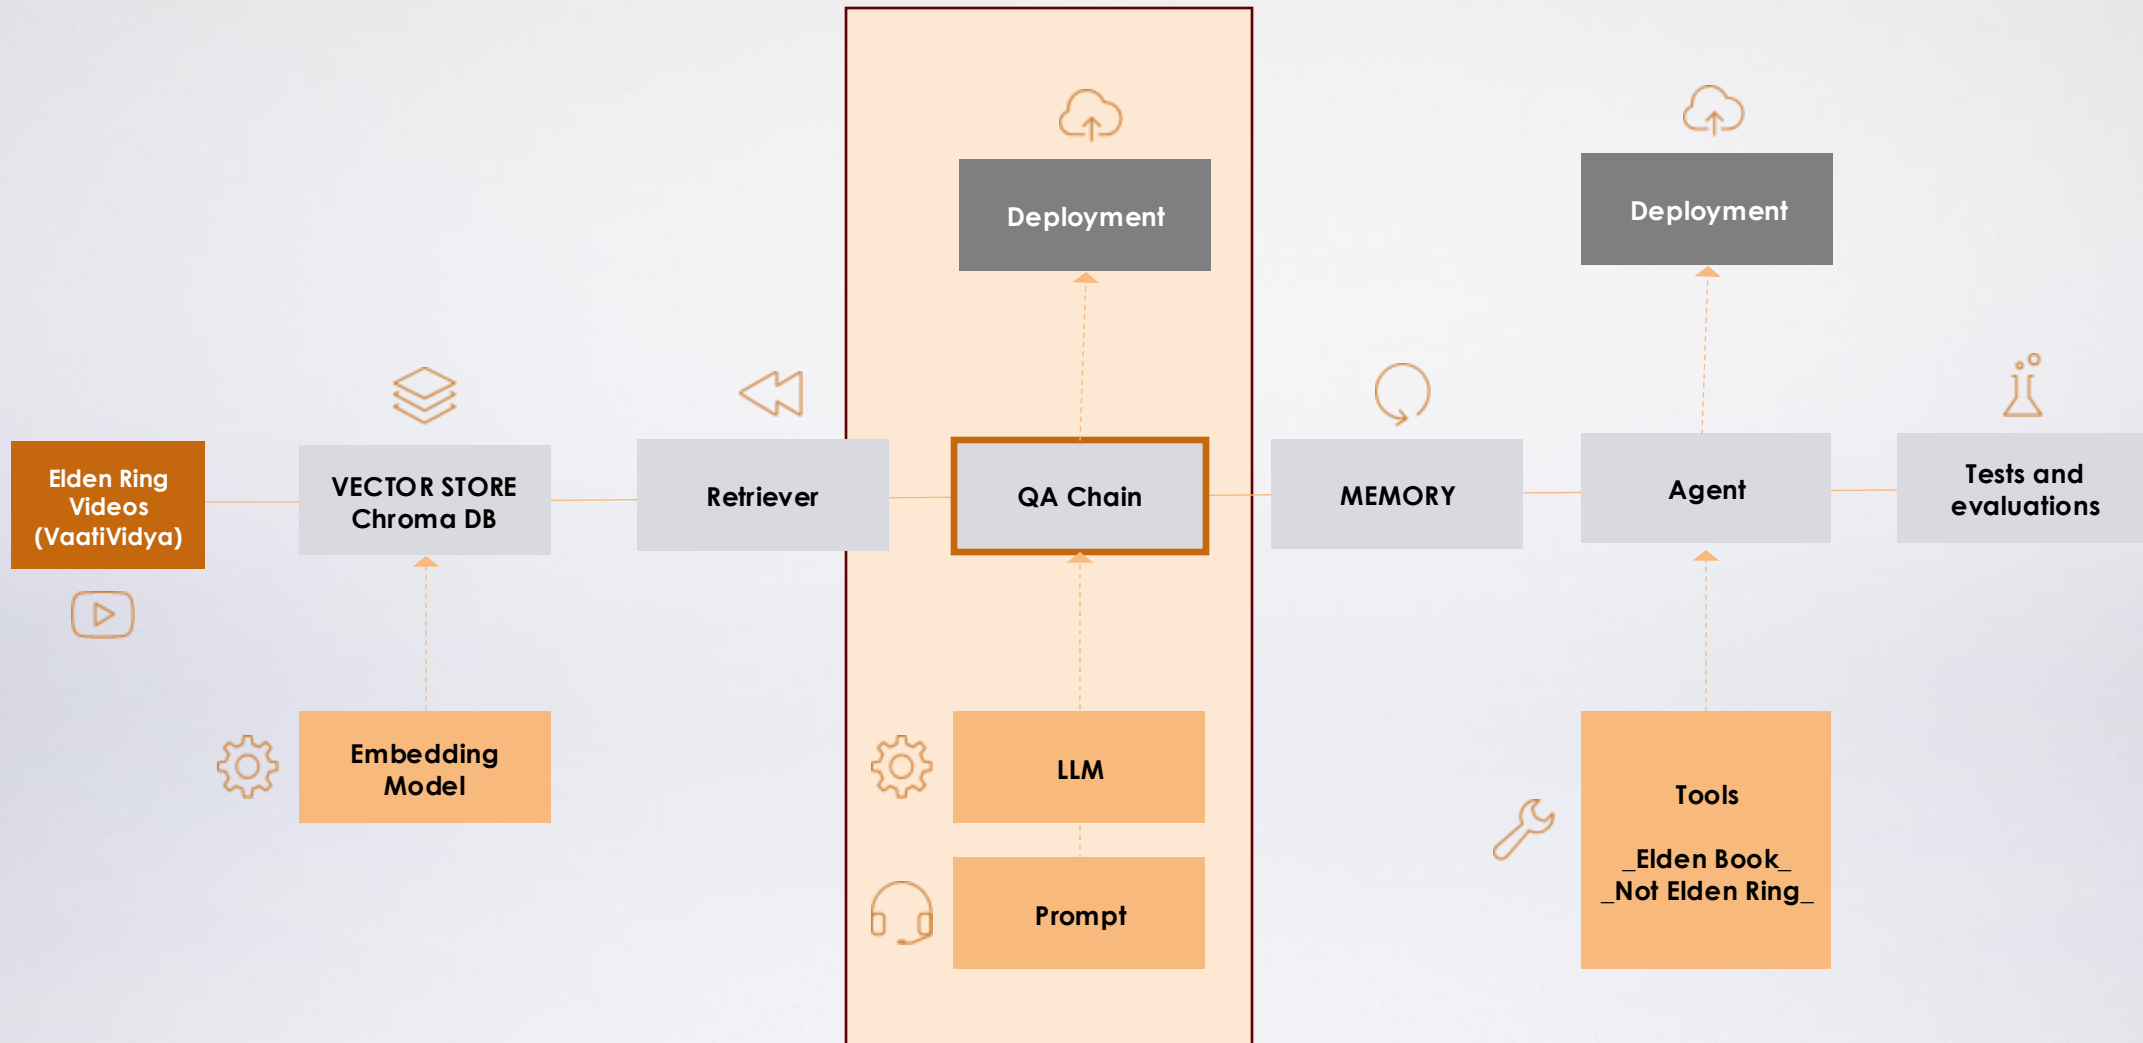 Deployment
Deployment
Elden Ring
Videos
(VaatiVidya)
VECTOR STORE
Chroma DB
Retriever
QA Chain
MEMORY
Agent
Tests and
evaluations
Embedding
Model
LLM
Prompt
Tools
_Elden Book_
_Not Elden Ring_